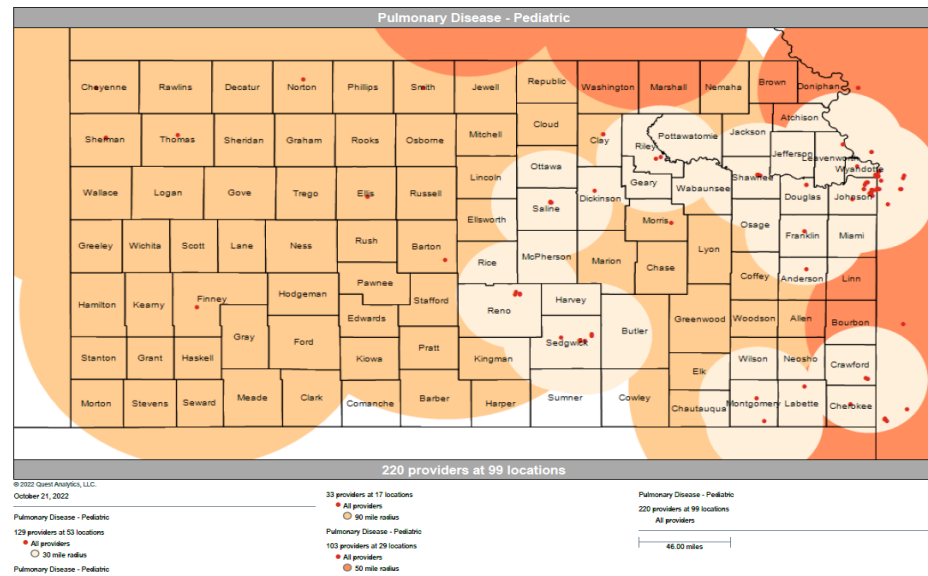 Pulmonary Disease - Pediatric
Cheyenne Rawlins Decatur Norton Phillips Smith Jewell Republic Washington Marshall Nemaha Brown Doniphan
Sherman Thomas Sheridan Graham Rooks Osborne Mitchell Cloud Clay Riley Pottawatomie Jackson Atchison
Jefferson Leavenworth
Wyandotte
Wallace Logan Gove Trego Ellis Russell Lincoln Ottawa Saline Dickinson Geary Wabaunsee Shawnee Douglas Johnson
Greeley Wichita Scott Lane Ness Rush Barton Ellsworth McPherson Marion Morris Chase Lyon Osage Franklin Miami
Hamilton Kearny Finney Hodgeman Pawnee Stafford Rice Reno Harvey Butler Greenwood Coffey Anderson Linn
Gray Ford Edwards Sedgwick Woodson Allen Bourbon
Stanton Grant Haskell Kiowa Pratt Kingman Elk Wilson Neosho Crawford
Morton Stevens Seward Meade Clark Comanche Barber Harper Sumner Cowley Chautauqua Montgomery Labette Cherokee
220 providers at 99 locations
© 2022 Quest Analytics, LLC.
October 21, 2022
Pulmonary Disease - Pediatric
129 providers at 53 locations
All providers
30 mile radius
Pulmonary Disease - Pediatric
33 providers at 17 locations
All providers
90 mile radius
Pulmonary Disease - Pediatric
103 providers at 29 locations
All providers
50 mile radius
Pulmonary Disease - Pediatric
220 providers at 99 locations
All providers
46.00 miles